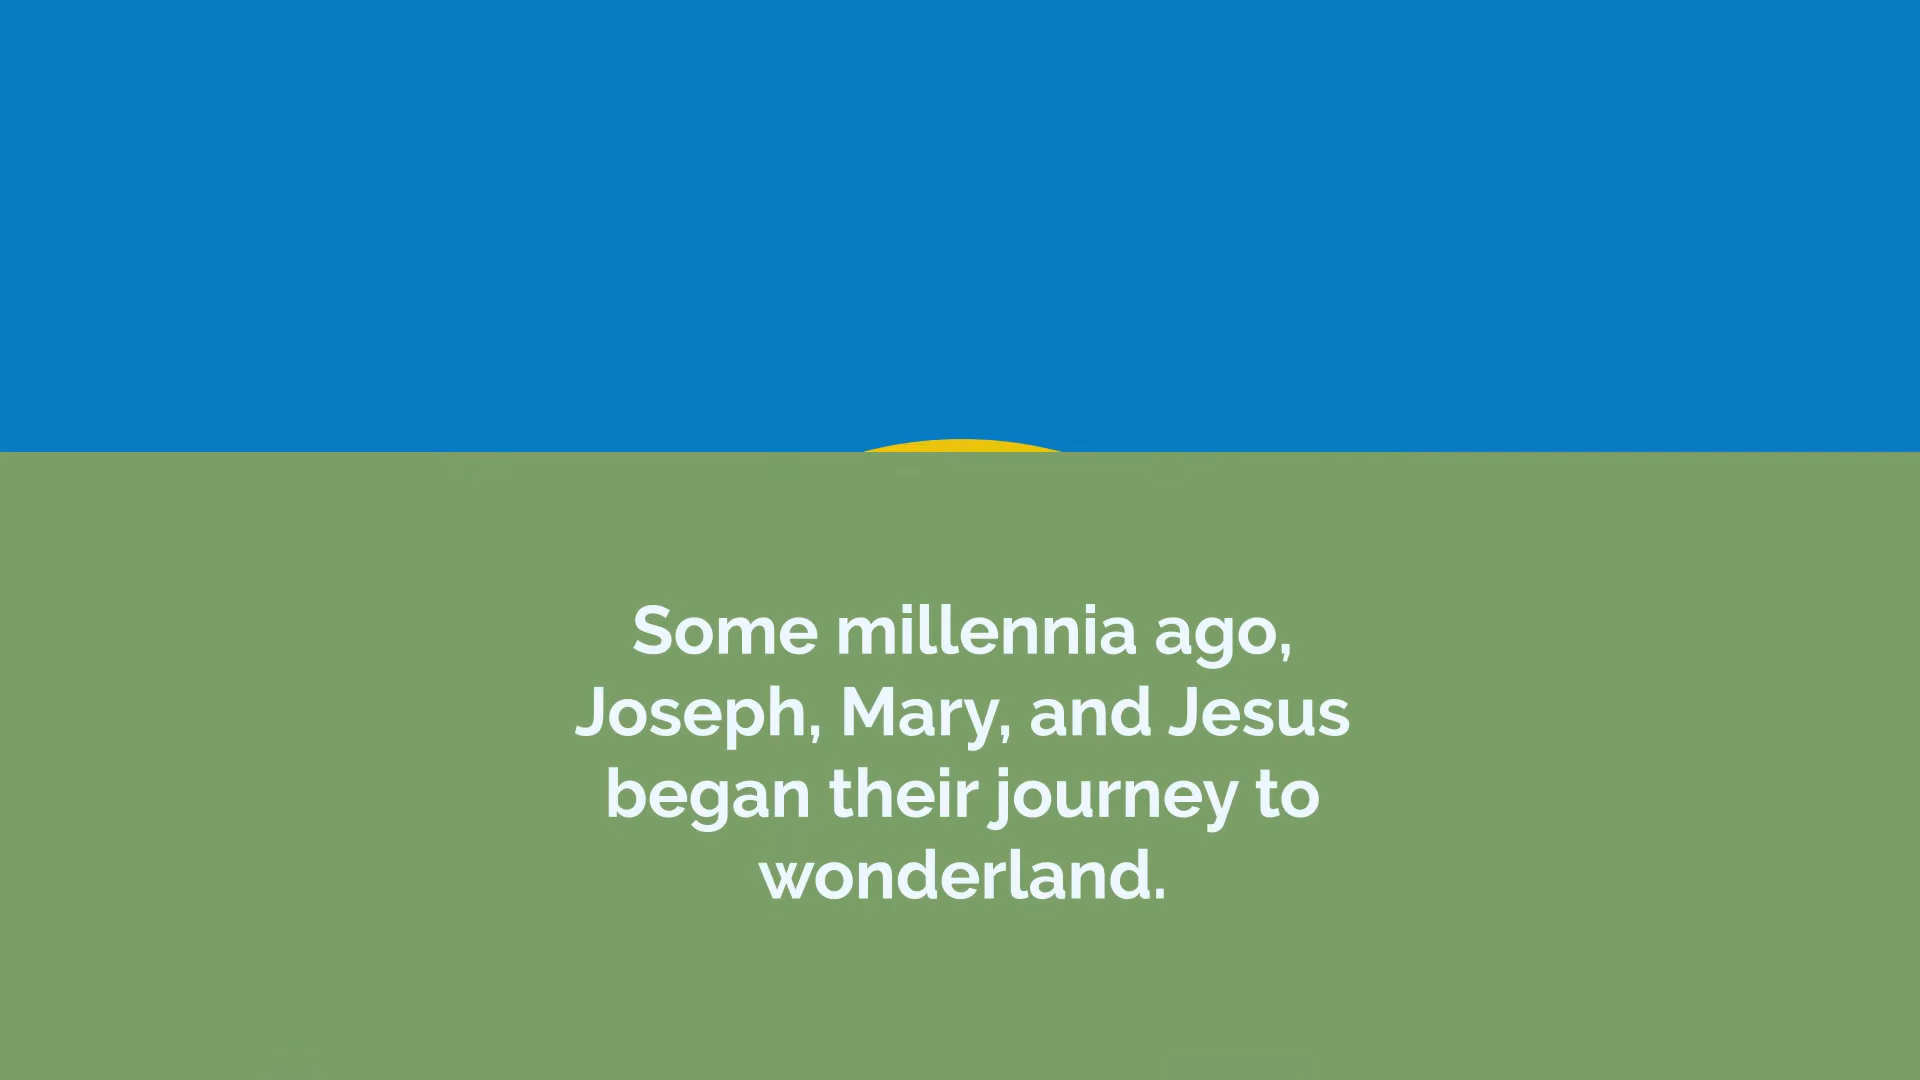 Some millennia ago,
Joseph, Mary, and Jesus
began their journey to
wonderland.